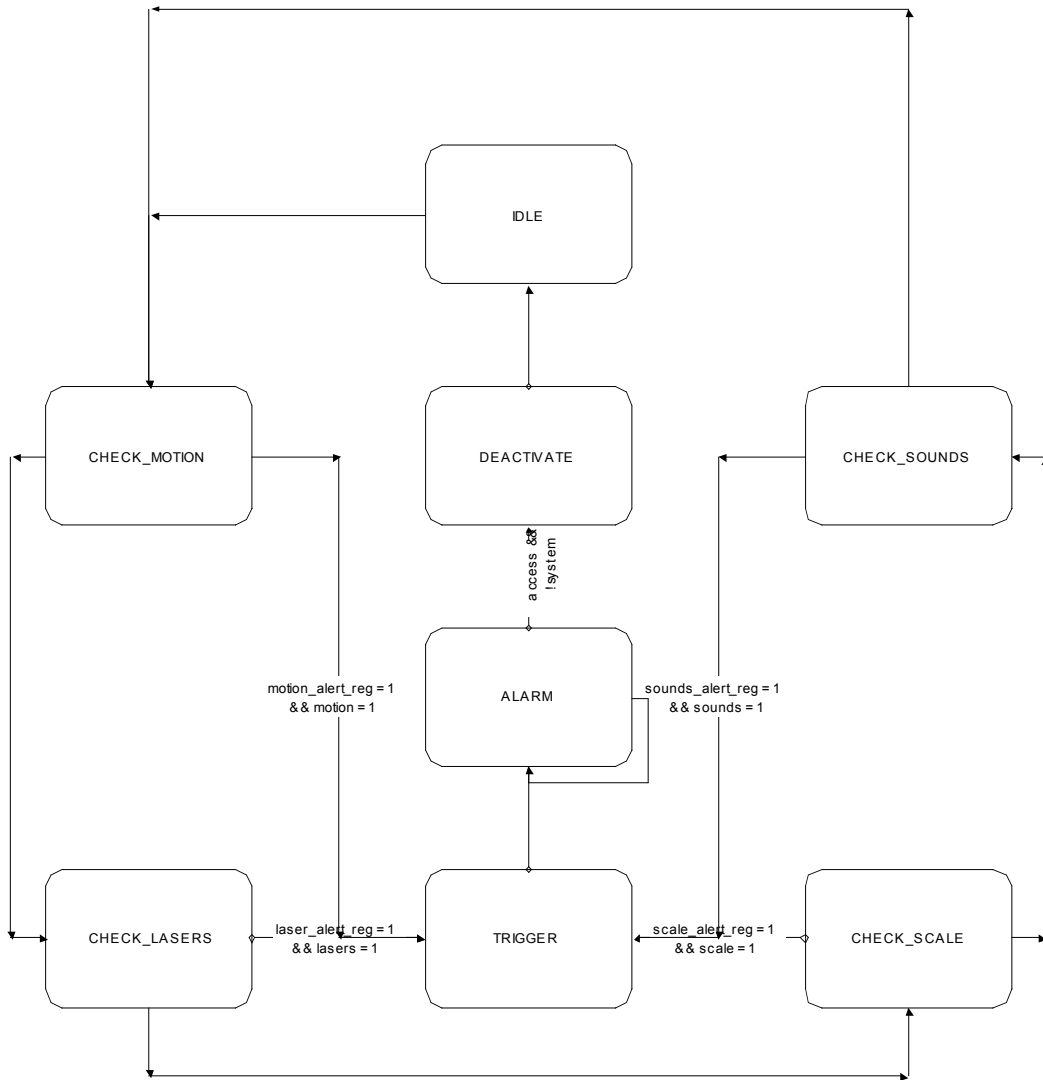 IDLE
CHECK_MOTION
DEACTIVATE
CHECK_SOUNDS
access &&
!system
motion_alert_reg = 1
&& motion = 1
ALARM
sounds_alert_reg = 1
&& sounds = 1
CHECK_LASERS
laser_alert_reg = 1
&& lasers = 1
TRIGGER
scale_alert_reg = 1
&& scale = 1
CHECK_SCALE